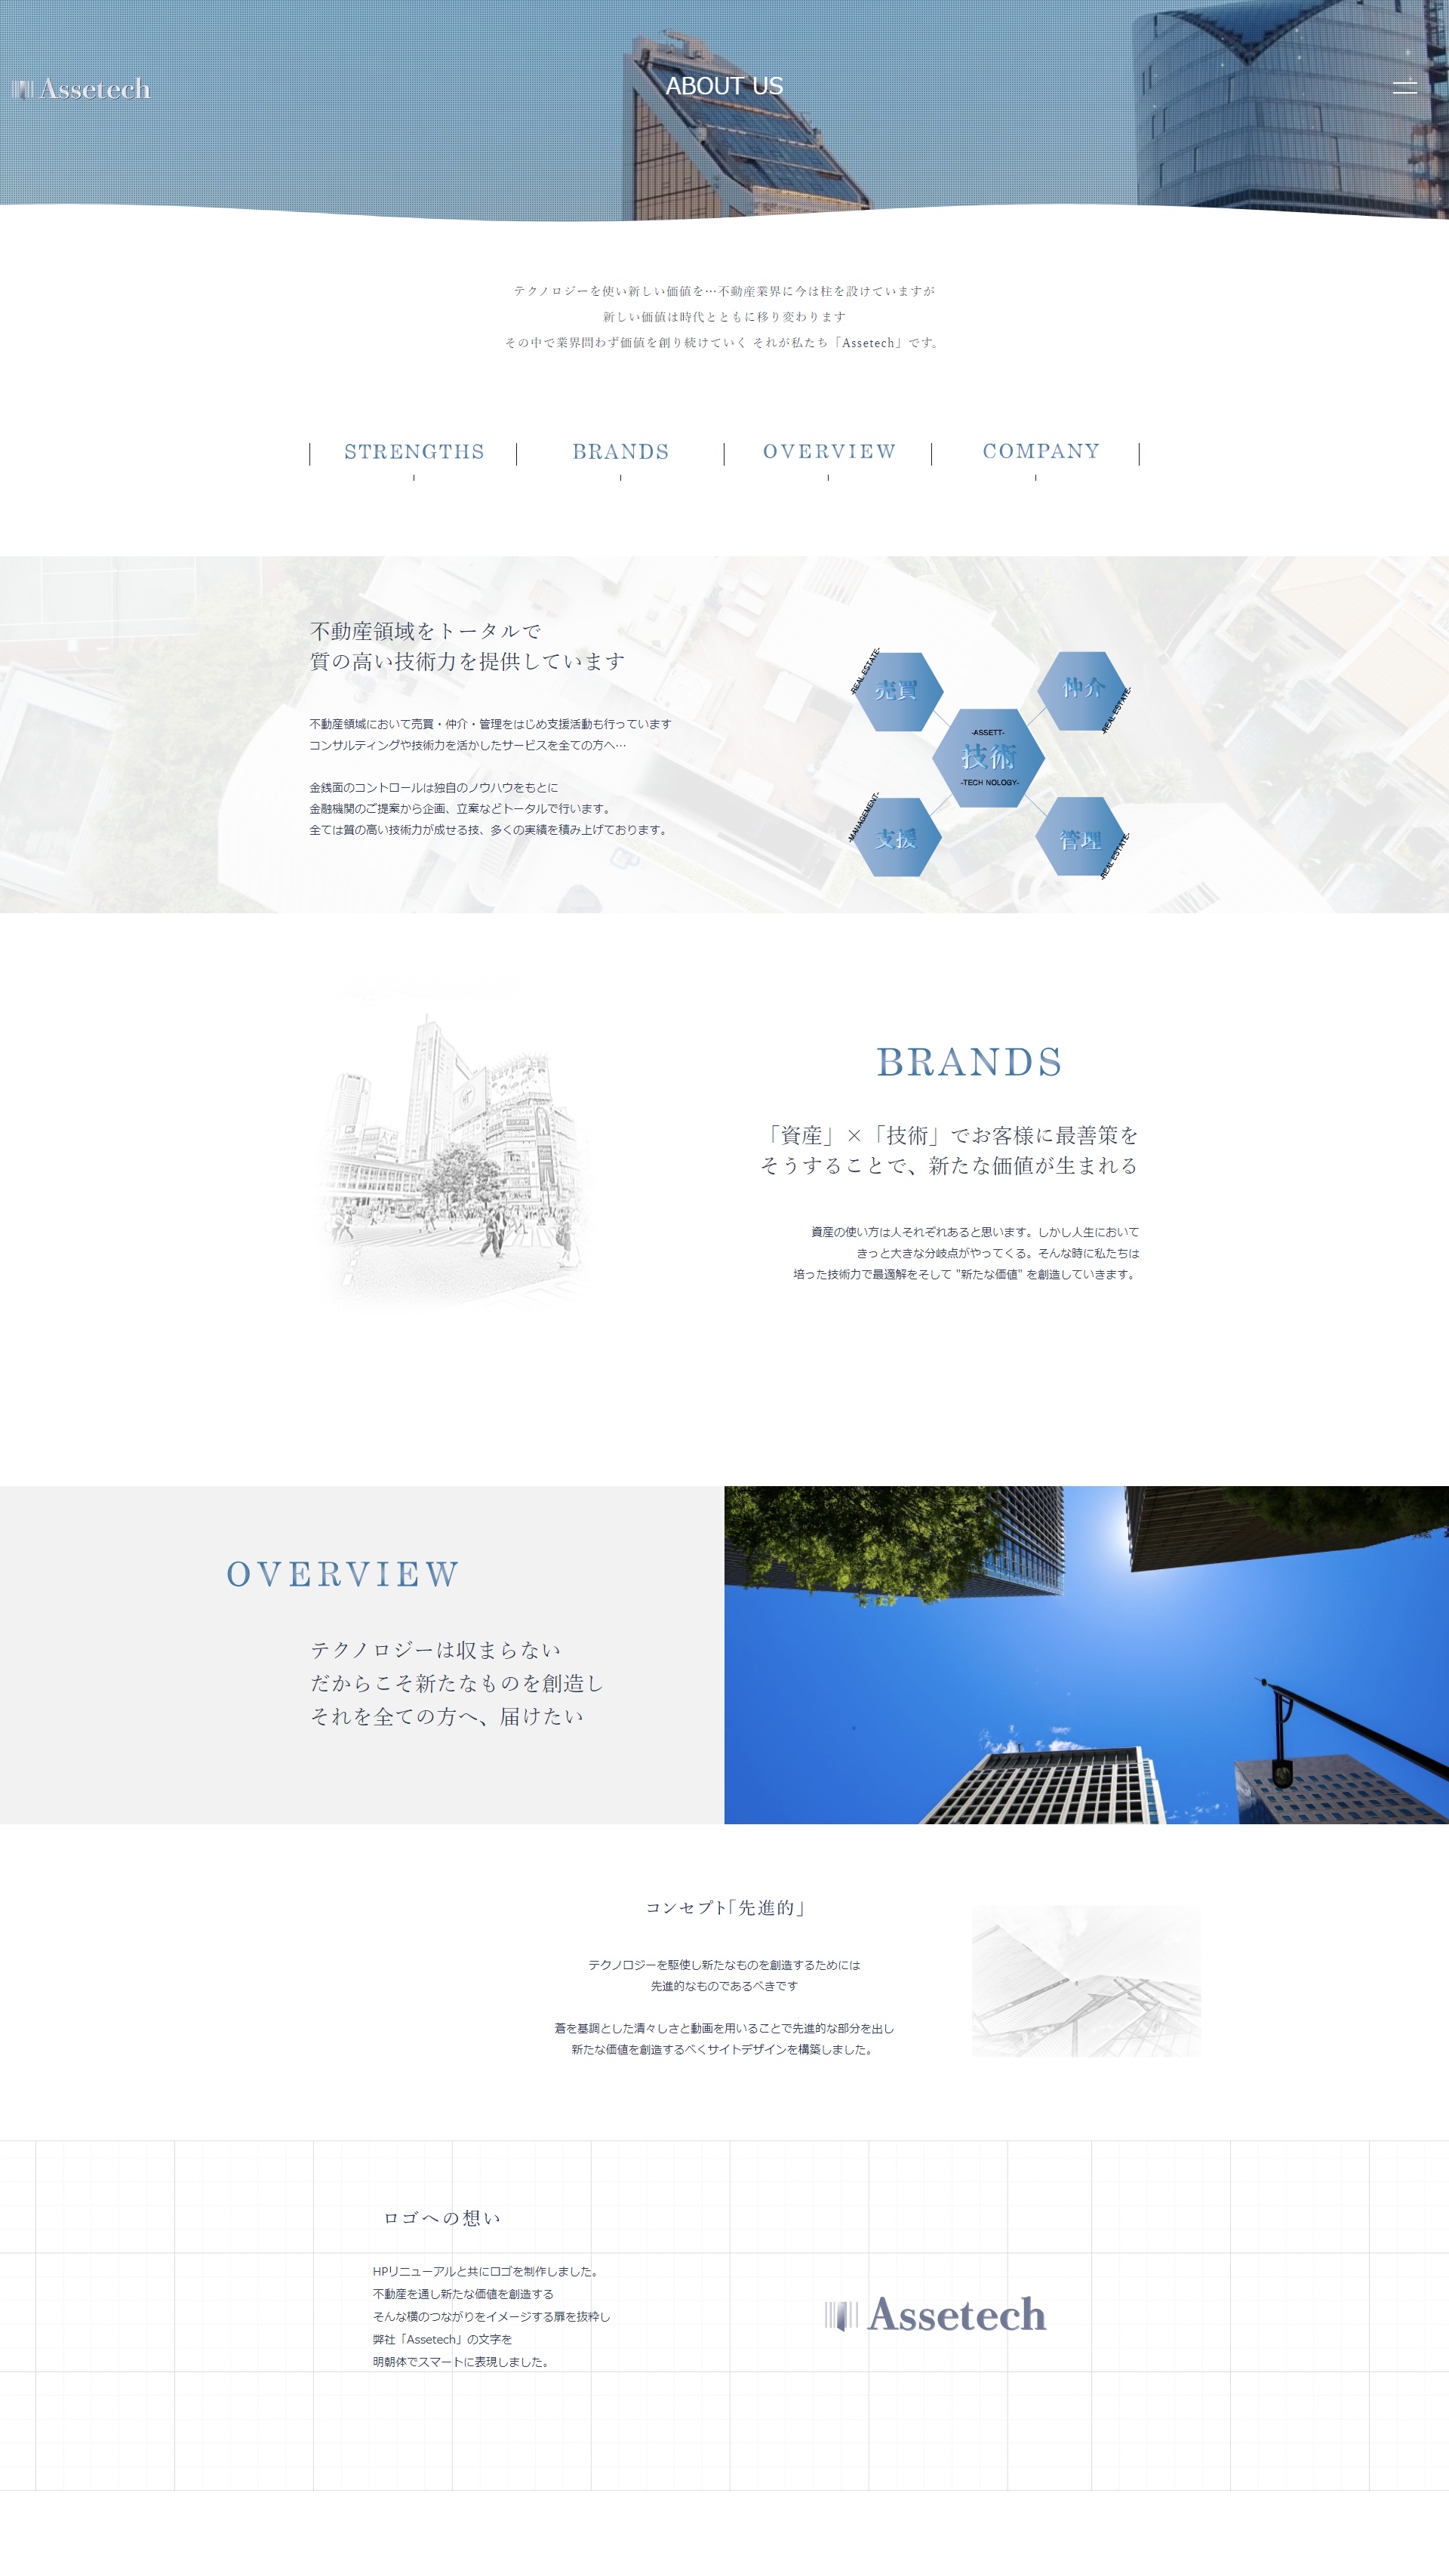 Assetech
ABOUT US
テクノロジーを使い新しい価値を…不動産業界に今は柱を設けていますが
新しい価値は時代とともに移り変わります
その中で業界問わず価値を創り続けていく それが私たち「Assetech」です。
STRENGTHS
BRANDS
OVERVIEW
COMPANY
不動産領域をトータルで
質の高い技術力を提供しています
不動産領域において売買・仲介・管理をはじめ支援活動も行っています
コンサルティングや技術力を活かしたサービスを全ての方へ…
金銭面のコントロールは独自のノウハウをもとに
金融機関のご提案から企画、立案などトータルで行います。
全ては質の高い技術力が成せる技、多くの実績を積み上げております。
-REAL ESTATE-
売買
仲介
-REAL ESTATE-
-ASSETT-
技術
-TECH NOLOGY-
-MANAGEMENT-
支援
管理
-REAL ESTATE-
BRANDS
「資産」×「技術」でお客様に最善策を
そうすることで、新たな価値が生まれる
資産の使い方は人それぞれあると思います。しかし人生において
きっと大きな分岐点がやってくる。そんな時に私たちは
培った技術力で最適解をそして "新たな価値" を創造していきます。
OVERVIEW
テクノロジーは収まらない
だからこそ新たなものを創造し
それを全ての方へ、届けたい
コンセプト「先進的」
テクノロジーを駆使し新たなものを創造するためには
先進的なものであるべきです
蒼を基調とした清々しさと動画を用いることで先進的な部分を出し
新たな価値を創造するべくサイトデザインを構築しました。
ロゴへの想い
HPリニューアルと共にロゴを制作しました。
不動産を通し新たな価値を創造する
そんな横のつながりをイメージする扉を抜粋し
弊社「Assetech」の文字を
明朝体でスマートに表現しました。
Assetech